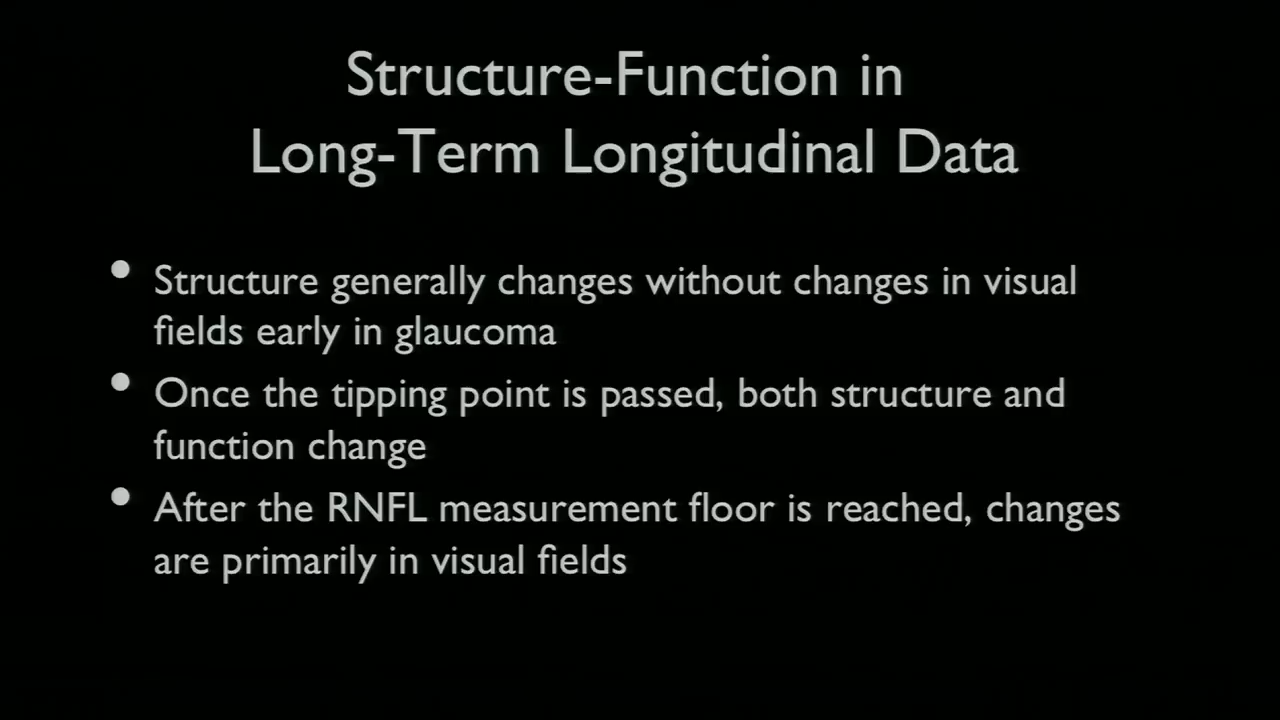 Structure-Function in
Long-Term Longitudinal Data
• Structure generally changes without changes in visual
fields early in glaucoma
• Once the tipping point is passed, both structure and
function change
• After the RNFL measurement floor is reached, changes
are primarily in visual fields